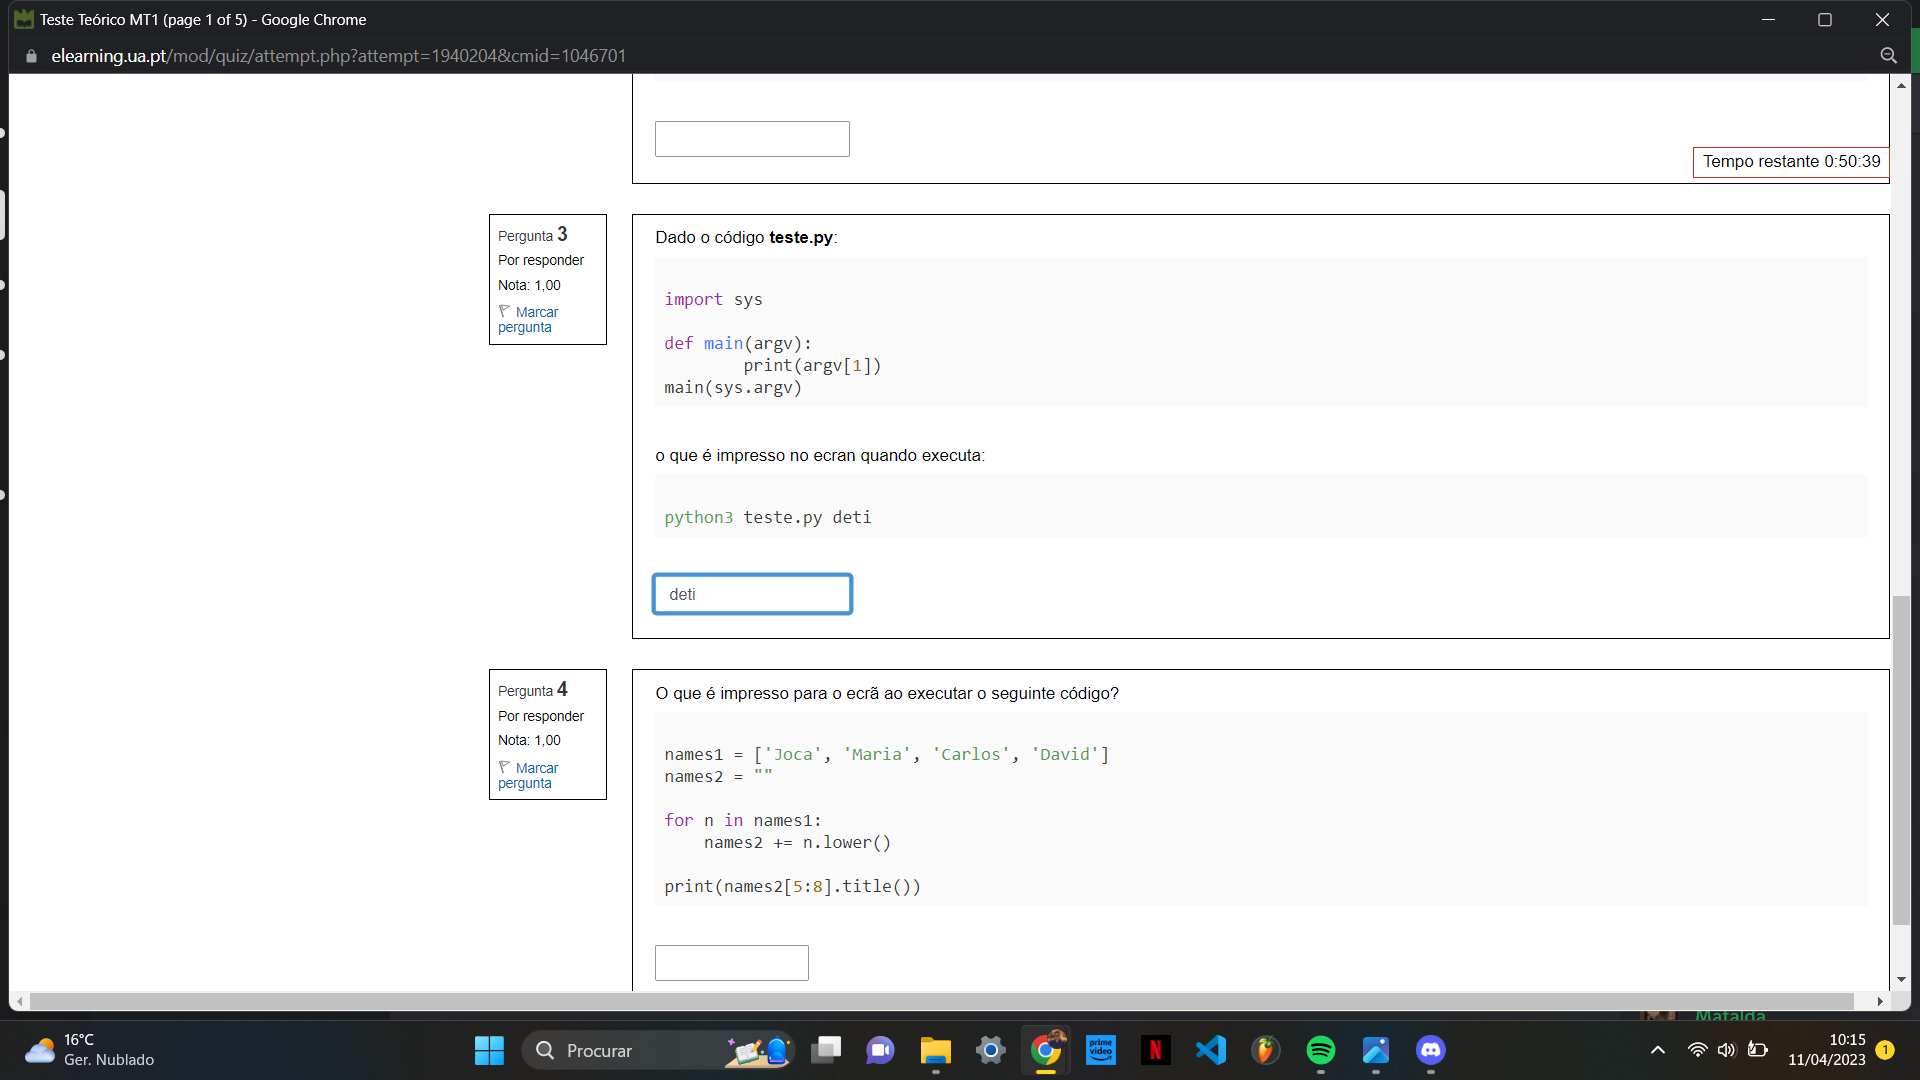 Teste Teórico MT1 (page 1 of 5) - Google Chrome
elearning.ua.pt/mod/quiz/attempt.php?attempt=1940204&cmid=1046701
Tempo restante 0:50:39
Pergunta 3
Por responder
Nota: 1,00
Marcar
pergunta
Dado o código teste.py:
import sys
def main(argv):
print(argv[1])
main(sys.argv)
o que é impresso no ecran quando executa:
python3 teste.py deti
deti
Pergunta 4
Por responder
Nota: 1,00
Marcar
pergunta
O que é impresso para o ecrã ao executar o seguinte código?
names1 = ['Joca', 'Maria', 'Carlos', 'David']
names2 = ""
for n in names1:
names2 += n.lower()
print(names2[5:8].title())
Matalda
16°C
Ger. Nublado
Procurar
prime
video
N
10:15
11/04/2023
1